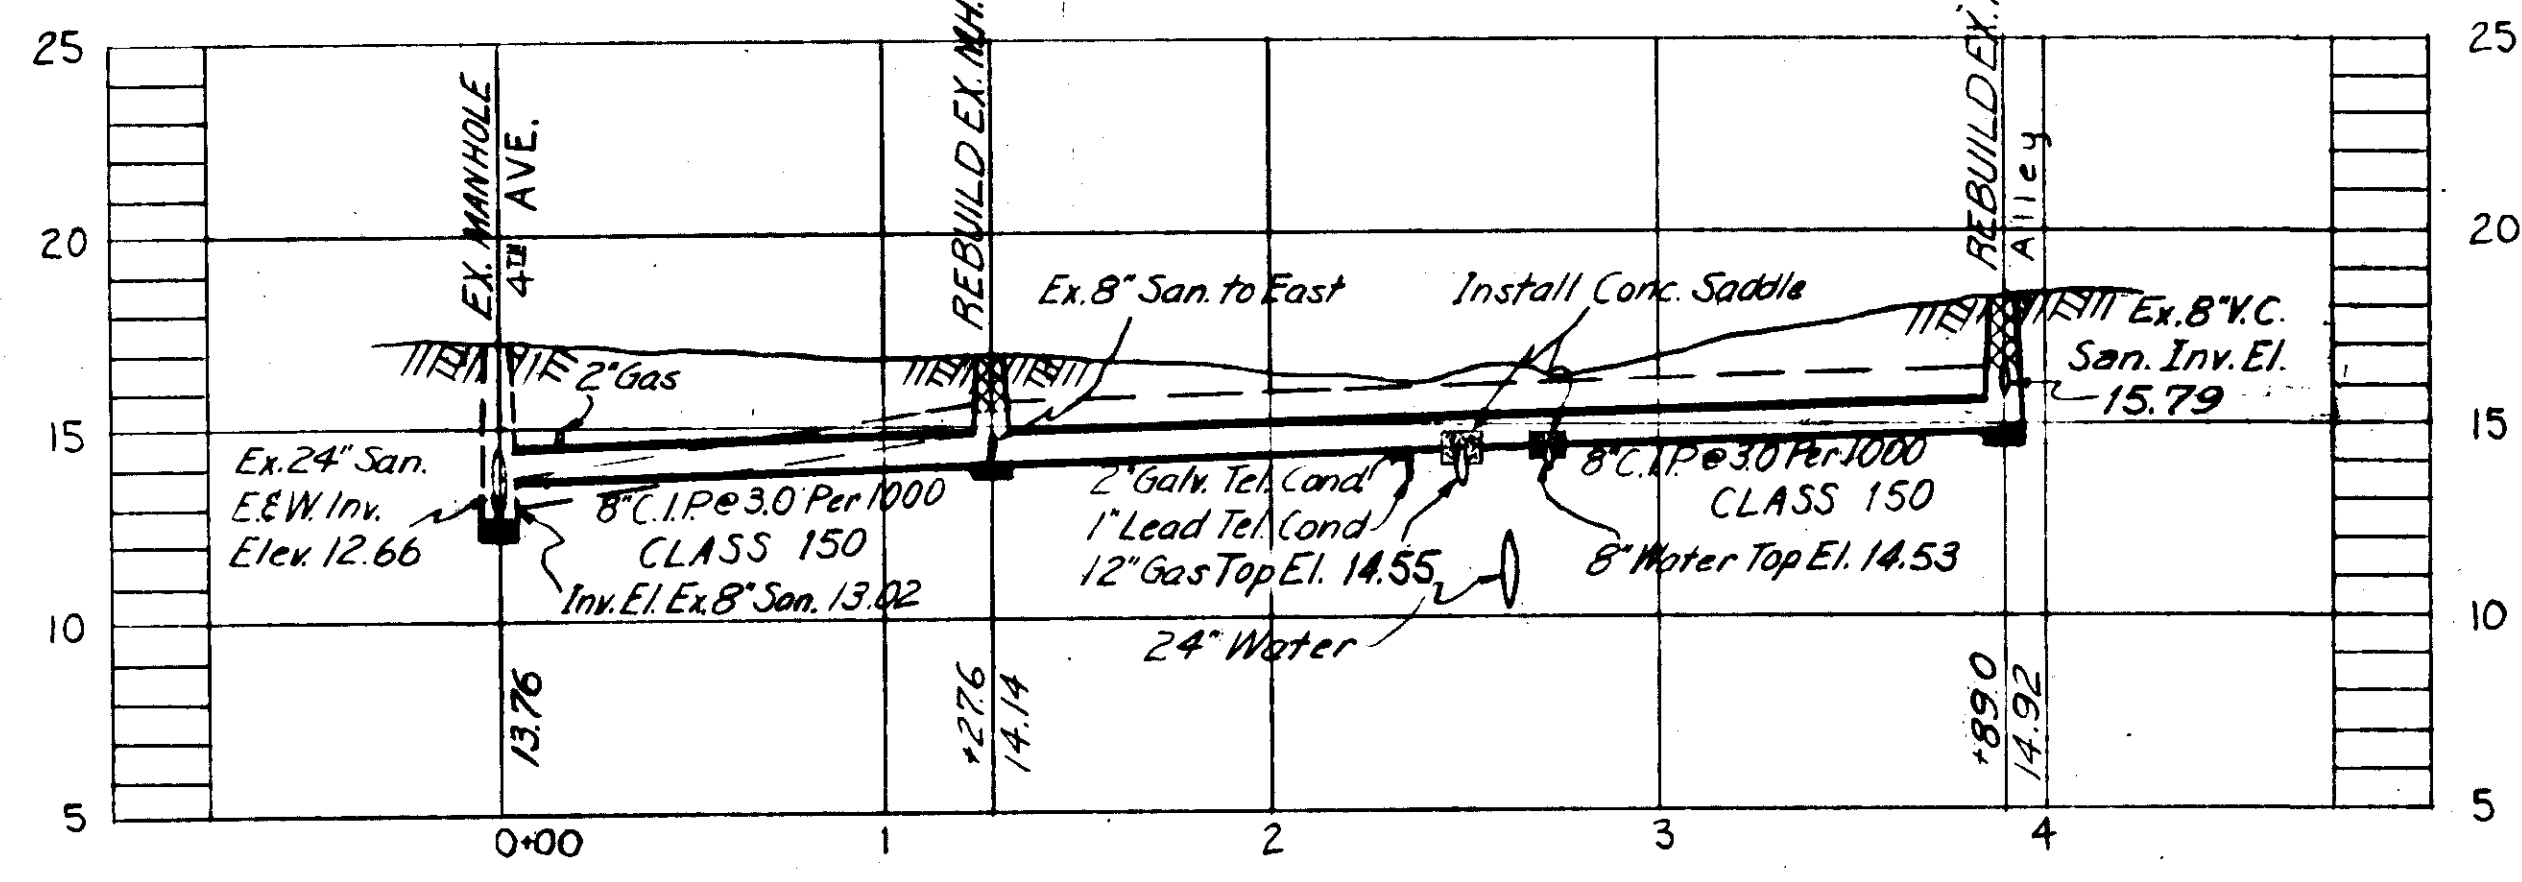 25
20
15
10
5
EX. MANHOLE
4TH AVE.
REBUILD EX. M.H.
REBUILD EX.
Alley
25
20
15
10
5
2" Gas
Ex. 8" San. to East
Install Conc. Saddle
Ex. 8" V.C.
San. Inv. El.
15.79
Ex. 24" San.
E.&W. Inv.
Elev. 12.66
8" C.I.P. @ 3.0 Per 1000
CLASS 150
Inv. El. Ex. 8" San. 13.02
2" Galv. Tel. Cond
1" Lead Tel. Cond
12" Gas Top El. 14.55
24" Water
8" C.I.P. @ 3.0 Per 1000
CLASS 150
8" Water Top El. 14.53
13.76
+27.6
14.14
+89.0
14.92
0+00
1
2
3
4